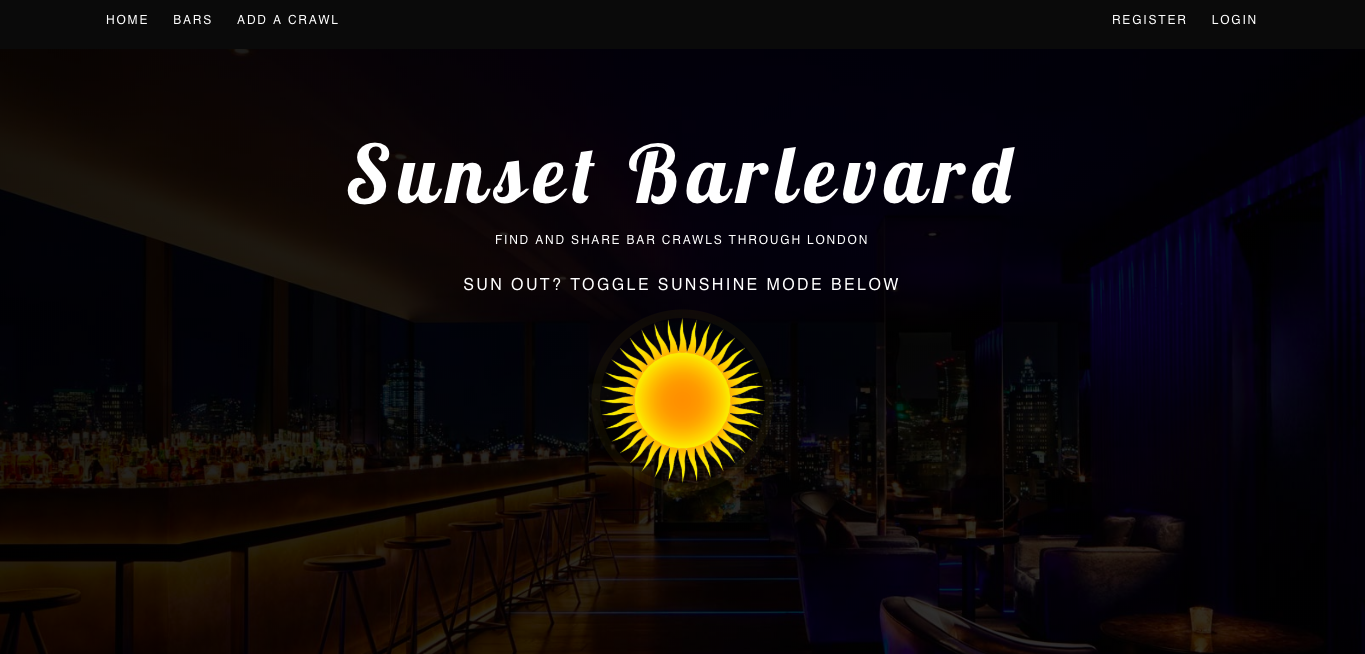 HOME BARS ADD A CRAWL REGISTER LOGIN
Sunset Barlevard
FIND AND SHARE BAR CRAWLS THROUGH LONDON
SUN OUT? TOGGLE SUNSHINE MODE BELOW